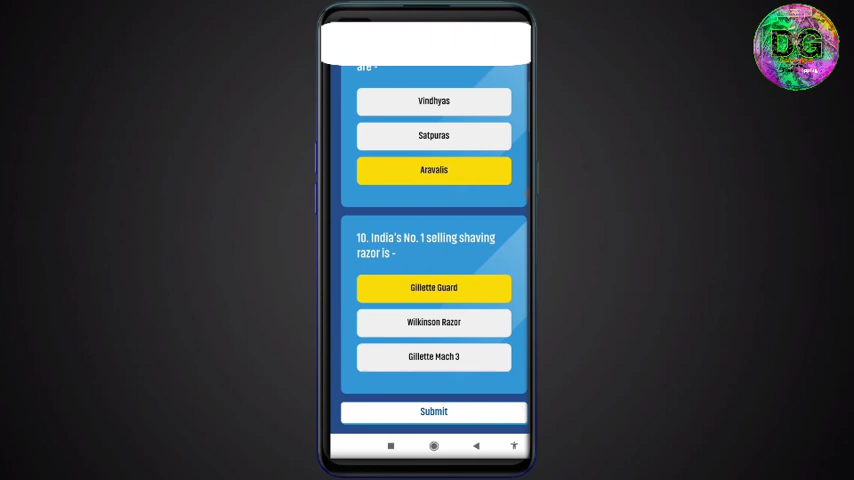 DG
are -
Vindhyas
Satpuras
Aravalis
10. India's No. 1 selling shaving
razor is -
Gillette Guard
Wilkinson Razor
Gillette Mach 3
Submit